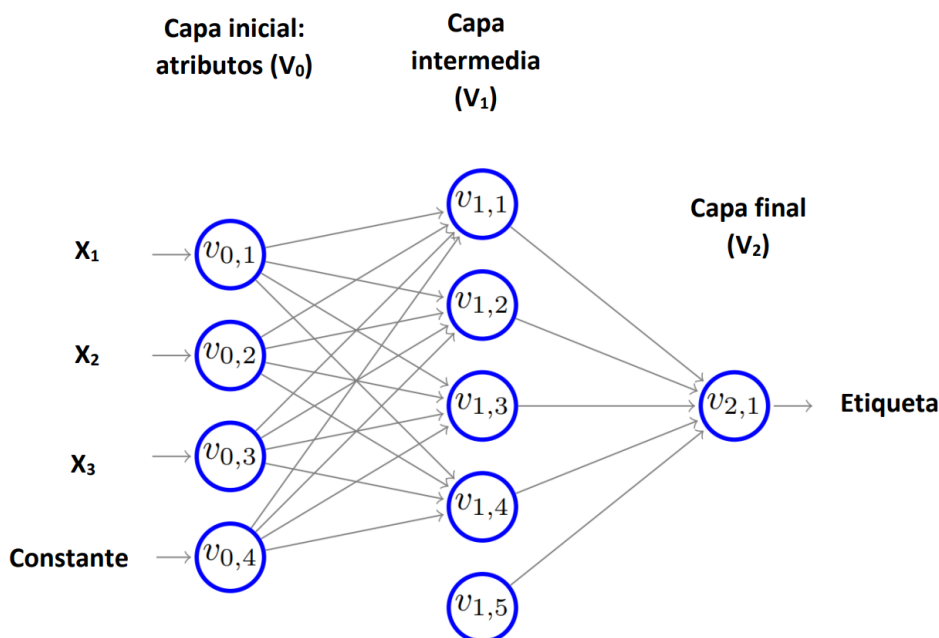 Capa inicial:
atributos (V₀)
Capa
intermedia
(V₁)
Capa final
(V₂)
X₁
X₂
X₃
Constante
v₀,₁
v₀,₂
v₀,₃
v₀,₄
v₁,₁
v₁,₂
v₁,₃
v₁,₄
v₁,₅
v₂,₁
Etiqueta